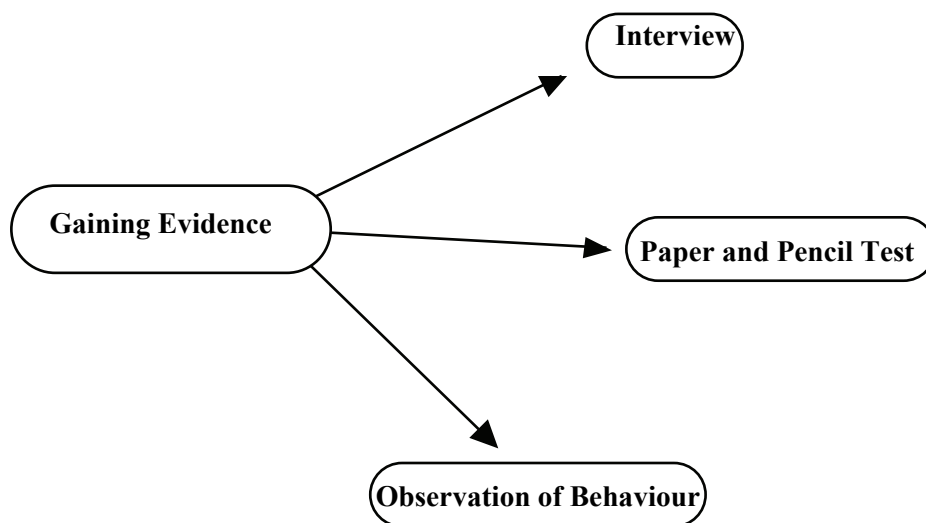 Interview
Gaining Evidence
Paper and Pencil Test
Observation of Behaviour